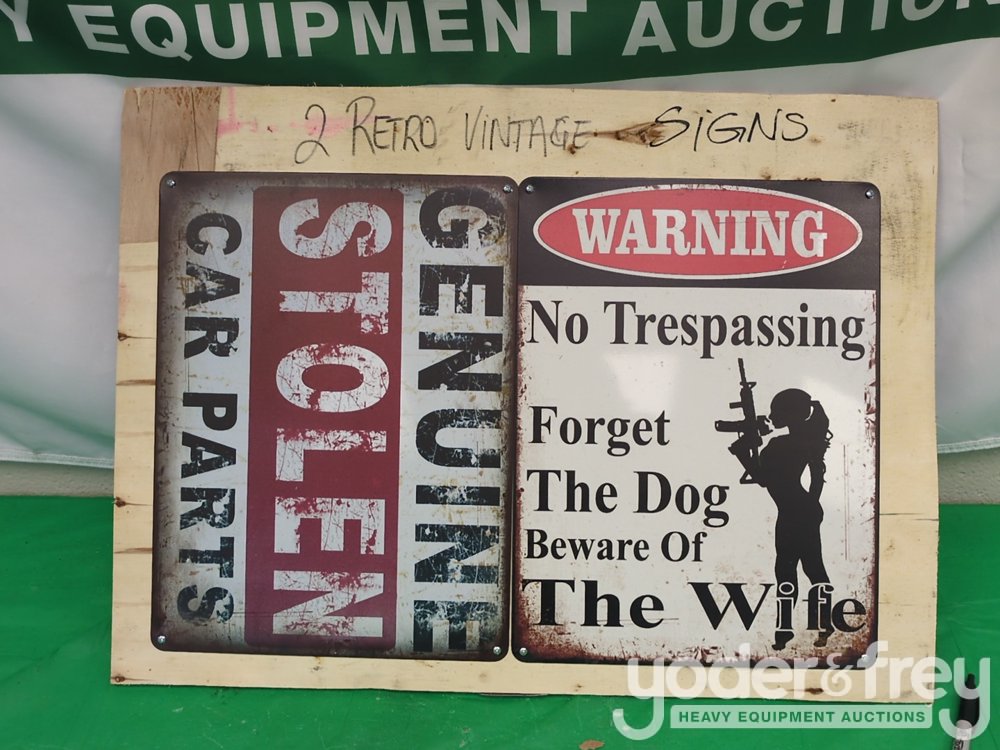 Y EQUIPMENT AUCTION
2 RETRO VINTAGE SIGNS
GENUINE
STOLEN
CAR PARTS
WARNING
No Trespassing
Forget
The Dog
Beware Of
The Wife
yoder&frey
HEAVY EQUIPMENT AUCTIONS